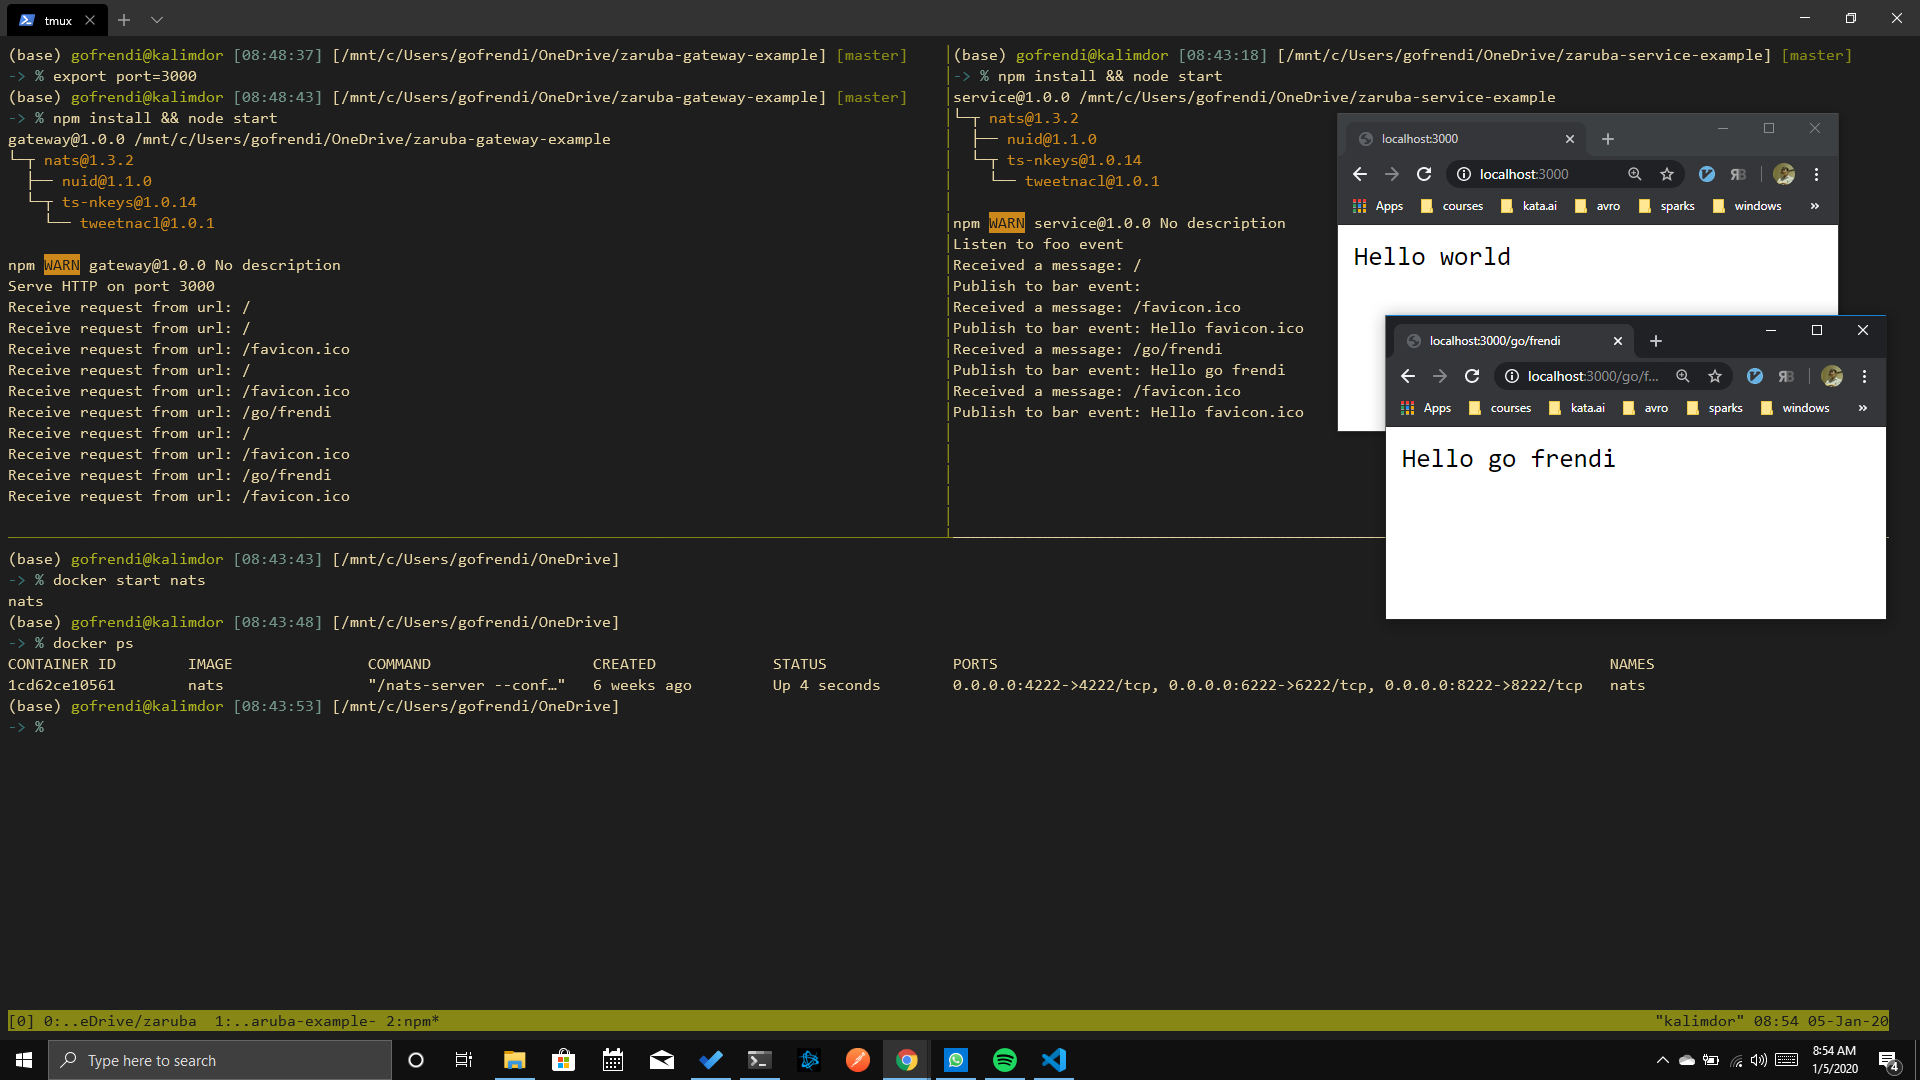 tmux
(base) gofrendi@kalimdor [08:48:37] [/mnt/c/Users/gofrendi/OneDrive/zaruba-gateway-example] [master]
-> % export port=3000
(base) gofrendi@kalimdor [08:48:43] [/mnt/c/Users/gofrendi/OneDrive/zaruba-gateway-example] [master]
-> % npm install && node start
gateway@1.0.0 /mnt/c/Users/gofrendi/OneDrive/zaruba-gateway-example
└─┬ nats@1.3.2
  ├── nuid@1.1.0
  └─┬ ts-nkeys@1.0.14
    └── tweetnacl@1.0.1
npm WARN gateway@1.0.0 No description
Serve HTTP on port 3000
Receive request from url: /
Receive request from url: /
Receive request from url: /favicon.ico
Receive request from url: /
Receive request from url: /favicon.ico
Receive request from url: /go/frendi
Receive request from url: /
Receive request from url: /favicon.ico
Receive request from url: /go/frendi
Receive request from url: /favicon.ico
(base) gofrendi@kalimdor [08:43:18] [/mnt/c/Users/gofrendi/OneDrive/zaruba-service-example] [master]
-> % npm install && node start
service@1.0.0 /mnt/c/Users/gofrendi/OneDrive/zaruba-service-example
└─┬ nats@1.3.2
  ├── nuid@1.1.0
  └─┬ ts-nkeys@1.0.14
    └── tweetnacl@1.0.1
npm WARN service@1.0.0 No description
Listen to foo event
Received a message: /
Publish to bar event:
Received a message: /favicon.ico
Publish to bar event: Hello favicon.ico
Received a message: /go/frendi
Publish to bar event: Hello go frendi
Received a message: /favicon.ico
Publish to bar event: Hello favicon.ico
localhost:3000
localhost:3000
Apps courses kata.ai avro sparks windows »
Hello world
localhost:3000/go/frendi
localhost:3000/go/f...
Apps courses kata.ai avro sparks windows »
Hello go frendi
(base) gofrendi@kalimdor [08:43:43] [/mnt/c/Users/gofrendi/OneDrive]
-> % docker start nats
nats
(base) gofrendi@kalimdor [08:43:48] [/mnt/c/Users/gofrendi/OneDrive]
-> % docker ps
CONTAINER ID IMAGE COMMAND CREATED STATUS PORTS NAMES
1cd62ce10561 nats "/nats-server --conf…" 6 weeks ago Up 4 seconds 0.0.0.0:4222->4222/tcp, 0.0.0.0:6222->6222/tcp, 0.0.0.0:8222->8222/tcp nats
(base) gofrendi@kalimdor [08:43:53] [/mnt/c/Users/gofrendi/OneDrive]
-> %
[0] 0:..eDrive/zaruba  1:..aruba-example- 2:npm* "kalimdor" 08:54 05-Jan-20
Type here to search
8:54 AM
1/5/2020
4